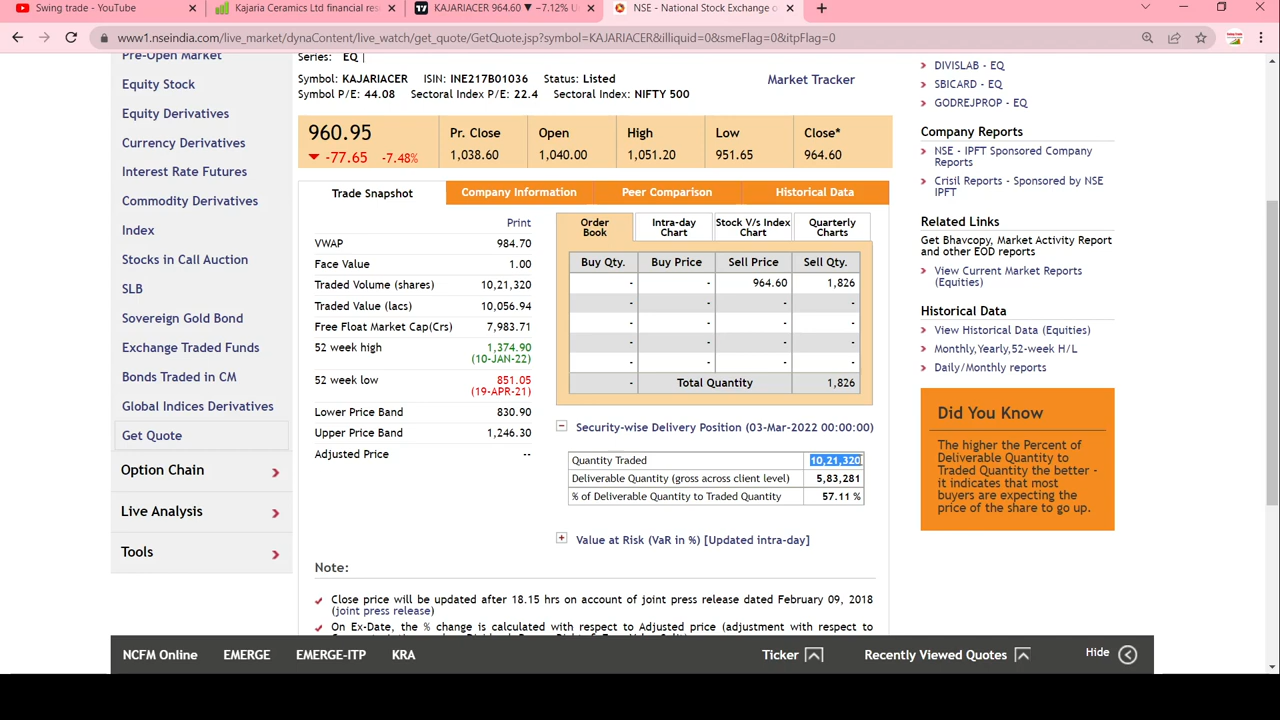 Swing trade - YouTube
Kajaria Ceramics Ltd financial res
KAJARIACER 964.60 ▾ −7.12% U
NSE - National Stock Exchange o
www1.nseindia.com/live_market/dynaContent/live_watch/get_quote/GetQuote.jsp?symbol=KAJARIACER&illiquid=0&smeFlag=0&itpFlag=0
Pre-Open Market
Equity Stock
Equity Derivatives
Currency Derivatives
Interest Rate Futures
Commodity Derivatives
Index
Stocks in Call Auction
SLB
Sovereign Gold Bond
Exchange Traded Funds
Bonds Traded in CM
Global Indices Derivatives
Get Quote
Option Chain
Live Analysis
Tools
Series: EQ |
Symbol: KAJARIACER ISIN: INE217B01036 Status: Listed
Market Tracker
Symbol P/E: 44.08 Sectoral Index P/E: 22.4 Sectoral Index: NIFTY 500
960.95 Pr. Close Open High Low Close*
-77.65 -7.48% 1,038.60 1,040.00 1,051.20 951.65 964.60
Trade Snapshot Company Information Peer Comparison Historical Data
Print
VWAP 984.70
Face Value 1.00
Traded Volume (shares) 10,21,320
Traded Value (lacs) 10,056.94
Free Float Market Cap(Crs) 7,983.71
52 week high 1,374.90
(10-JAN-22)
52 week low 851.05
(19-APR-21)
Lower Price Band 830.90
Upper Price Band 1,246.30
Adjusted Price --
Order Book
Intra-day Chart
Stock V/s Index Chart
Quarterly Charts
Buy Qty. Buy Price Sell Price Sell Qty.
- - 964.60 1,826
- - - -
- - - -
- - - -
- - - -
- Total Quantity 1,826
Security-wise Delivery Position (03-Mar-2022 00:00:00)
Quantity Traded 10,21,320
Deliverable Quantity (gross across client level) 5,83,281
% of Deliverable Quantity to Traded Quantity 57.11 %
Value at Risk (VaR in %) [Updated intra-day]
Note:
Close price will be updated after 18.15 hrs on account of joint press release dated February 09, 2018
(joint press release)
On Ex-Date, the % change is calculated with respect to Adjusted price (adjustment with respect to
DIVISLAB - EQ
SBICARD - EQ
GODREJPROP - EQ
Company Reports
NSE - IPFT Sponsored Company
Reports
Crisil Reports - Sponsored by NSE
IPFT
Related Links
Get Bhavcopy, Market Activity Report
and other EOD reports
View Current Market Reports
(Equities)
Historical Data
View Historical Data (Equities)
Monthly,Yearly,52-week H/L
Daily/Monthly reports
Did You Know
The higher the Percent of
Deliverable Quantity to
Traded Quantity the better -
it indicates that most
buyers are expecting the
price of the share to go up.
NCFM Online EMERGE EMERGE-ITP KRA
Ticker Recently Viewed Quotes Hide